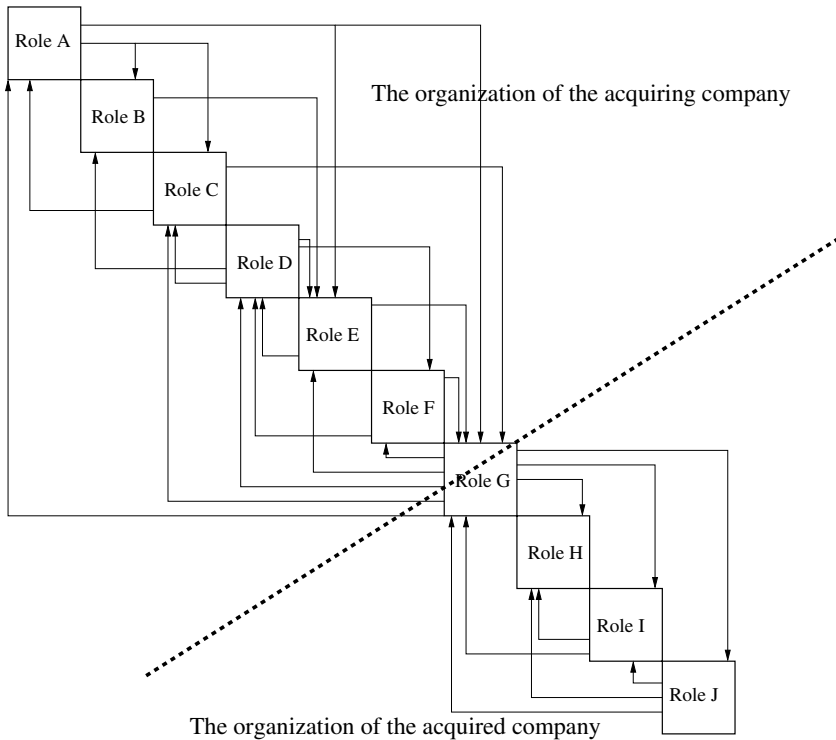 Role A
The organization of the acquiring company
Role B
Role C
Role D
Role E
Role F
Role G
Role H
Role I
Role J
The organization of the acquired company